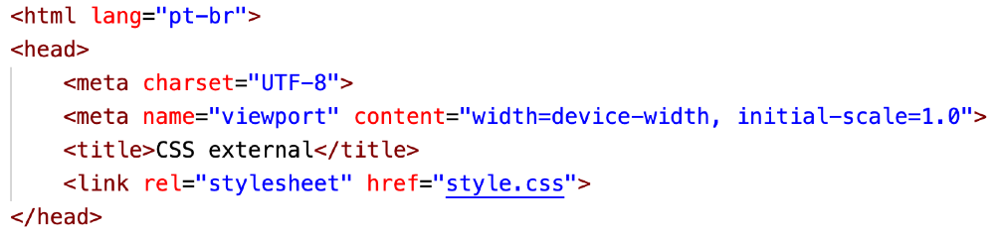 <html lang="pt-br">
<head>
    <meta charset="UTF-8">
    <meta name="viewport" content="width=device-width, initial-scale=1.0">
    <title>CSS external</title>
    <link rel="stylesheet" href="style.css">
</head>